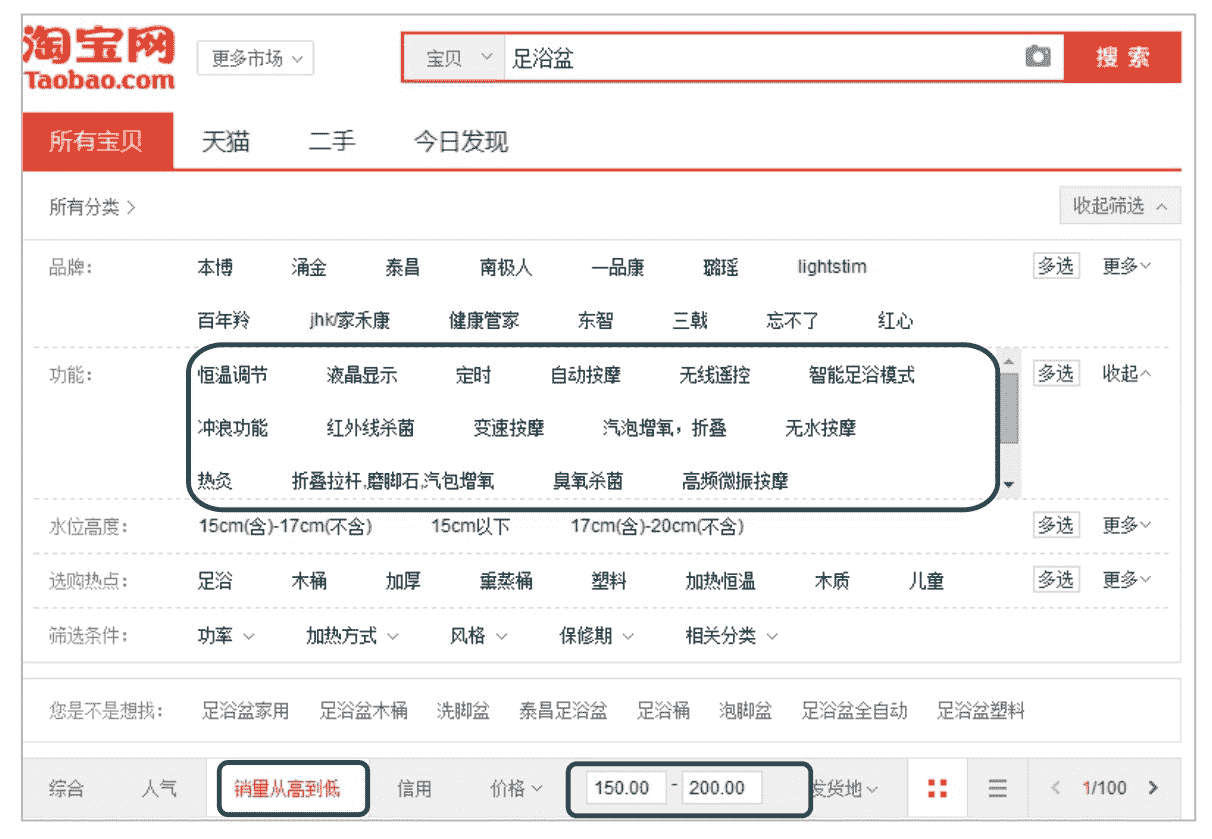 淘宝网
Taobao.com
更多市场 宝贝 足浴盆 搜索
所有宝贝 天猫 二手 今日发现
所有分类 > 收起筛选
品牌： 本博 涌金 泰昌 南极人 一品康 璐瑶 lightstim 多选 更多
百年羚 jhk/家禾康 健康管家 东智 三戟 忘不了 红心
功能： 恒温调节 液晶显示 定时 自动按摩 无线遥控 智能足浴模式 多选 收起
冲浪功能 红外线杀菌 变速按摩 汽泡增氧，折叠 无水按摩
热灸 折叠拉杆,磨脚石,汽包增氧 臭氧杀菌 高频微振按摩
水位高度： 15cm(含)-17cm(不含) 15cm以下 17cm(含)-20cm(不含) 多选 更多
选购热点： 足浴 木桶 加厚 熏蒸桶 塑料 加热恒温 木质 儿童 多选 更多
筛选条件： 功率 加热方式 风格 保修期 相关分类
您是不是想找： 足浴盆家用 足浴盆木桶 洗脚盆 泰昌足浴盆 足浴桶 泡脚盆 足浴盆全自动 足浴盆塑料
综合 人气 销量从高到低 信用 价格 150.00 - 200.00 发货地 < 1/100 >